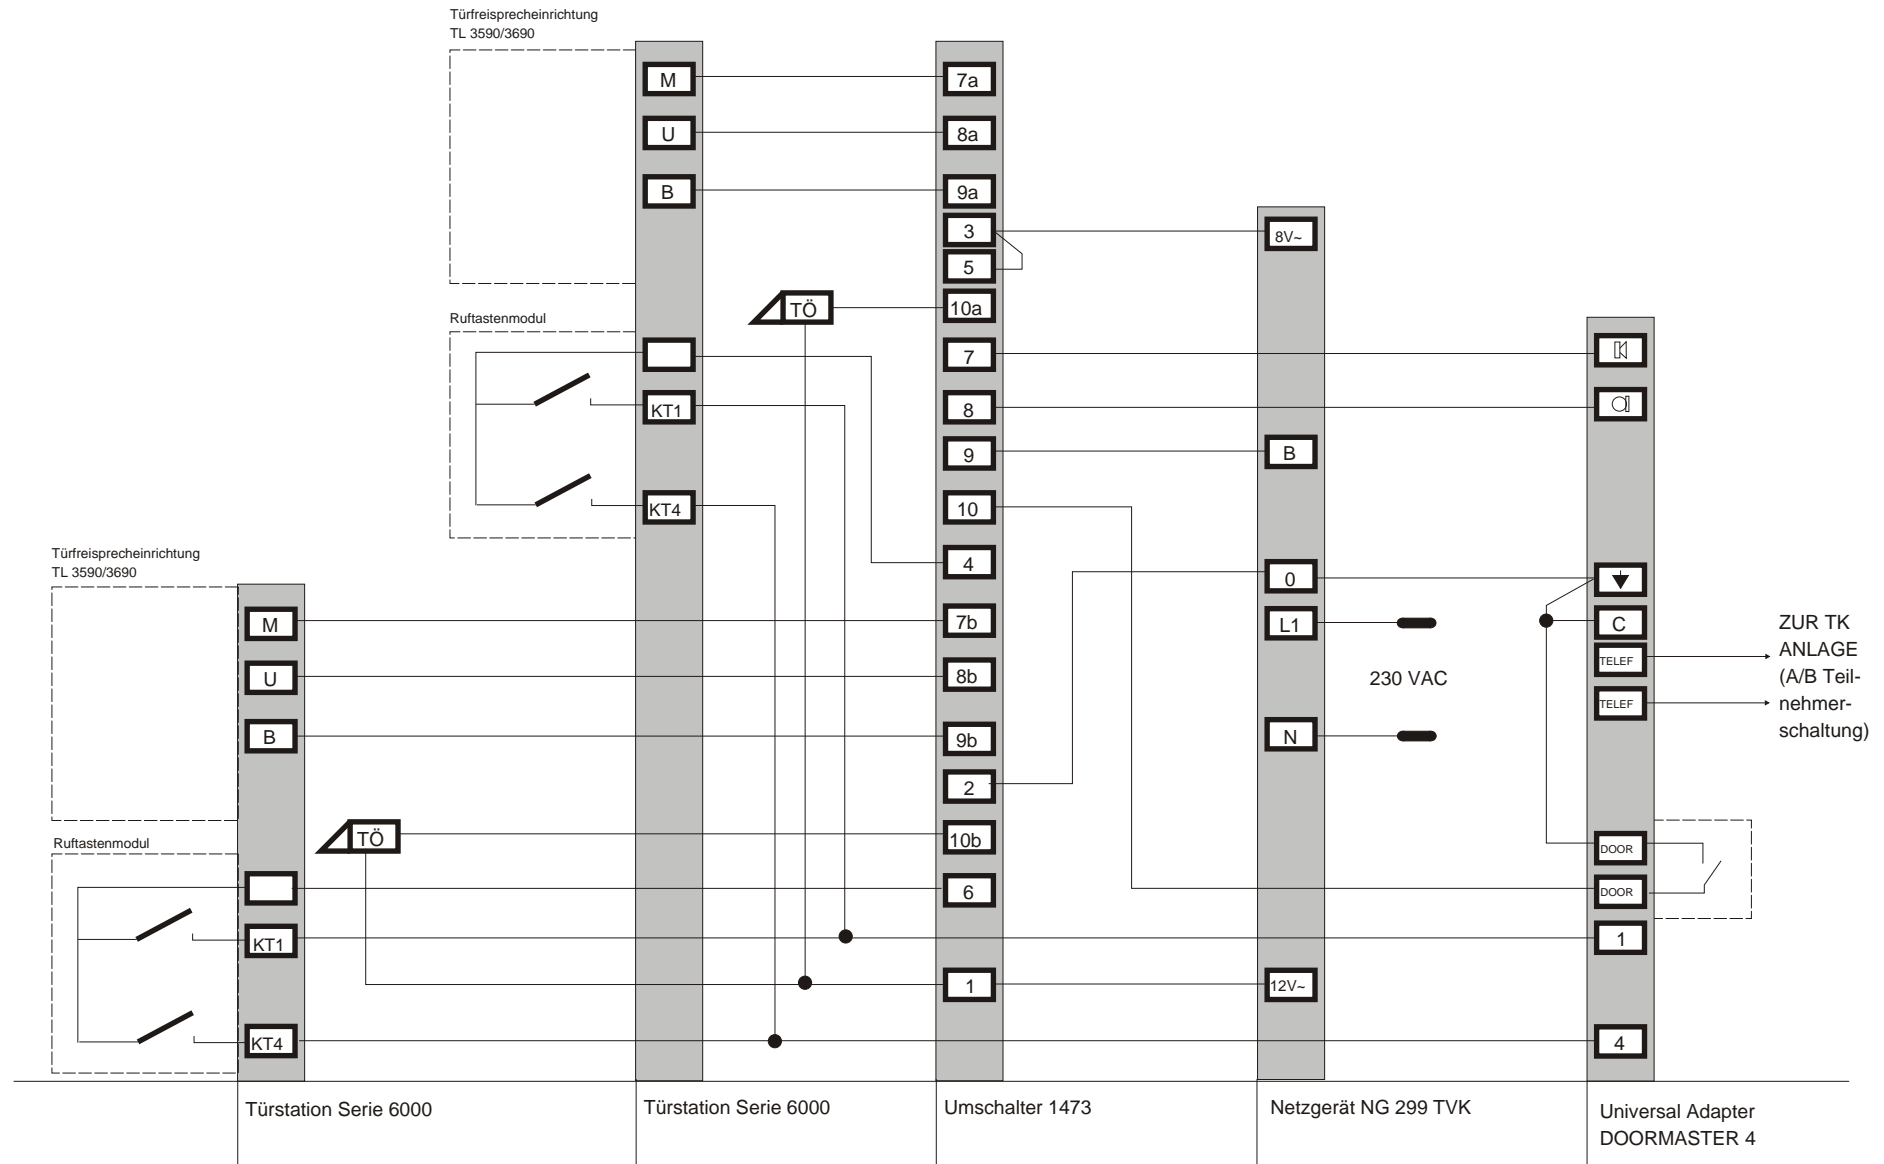 Türfreisprecheinrichtung
TL 3590/3690
M
U
B
Ruftastenmodul
KT1
KT4
TÖ
7a
8a
9a
3
5
10a
7
8
9
10
4
7b
8b
9b
2
10b
6
1
8V~
B
0
L1
230 VAC
N
12V~
C
TELEF
TELEF
DOOR
DOOR
1
4
ZUR TK
ANLAGE
(A/B Teil-
nehmer-
schaltung)
Türfreisprecheinrichtung
TL 3590/3690
M
U
B
TÖ
Ruftastenmodul
KT1
KT4
Türstation Serie 6000
Türstation Serie 6000
Umschalter 1473
Netzgerät NG 299 TVK
Universal Adapter
DOORMASTER 4